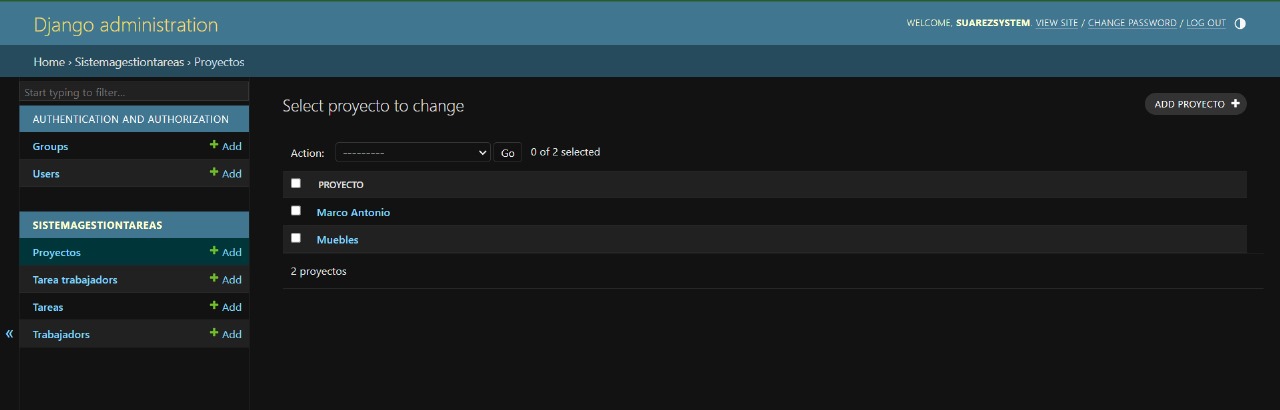 Django administration
WELCOME, SUAREZSYSTEM. VIEW SITE / CHANGE PASSWORD / LOG OUT
Home › Sistemagestiontareas › Proyectos
Start typing to filter...
AUTHENTICATION AND AUTHORIZATION
Groups + Add
Users + Add
SISTEMAGESTIONTAREAS
Proyectos + Add
Tarea trabajadors + Add
Tareas + Add
Trabajadors + Add
«
Select proyecto to change
ADD PROYECTO +
Action: --------- Go 0 of 2 selected
PROYECTO
Marco Antonio
Muebles
2 proyectos